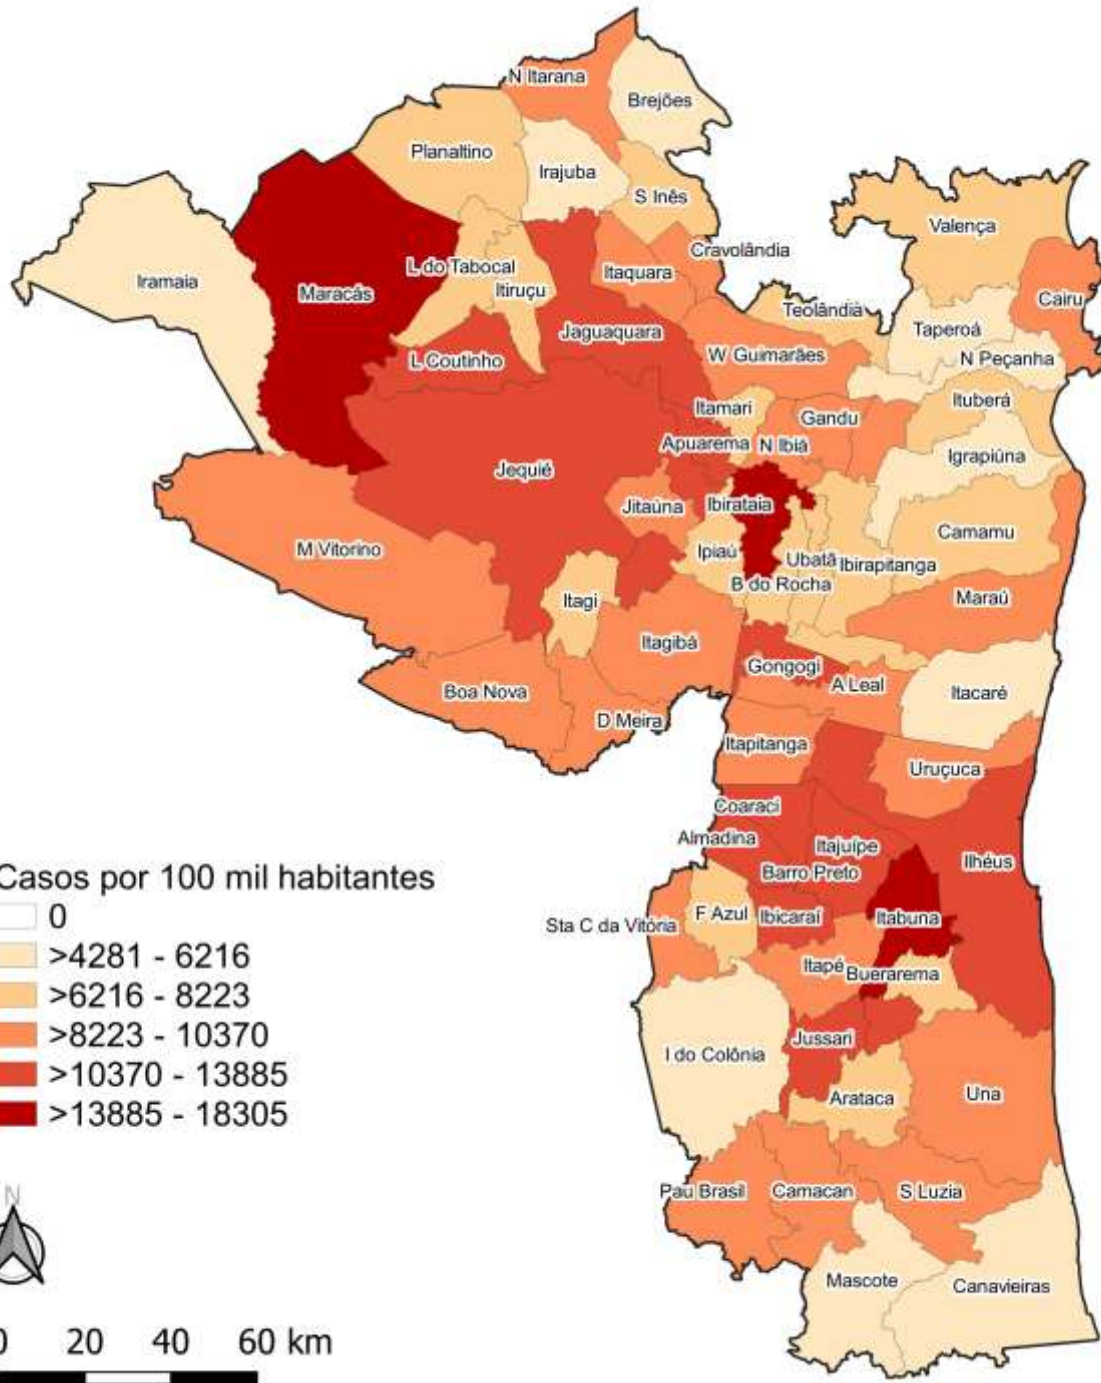 N Itarana
Brejões
Planaltino
Irajuba
S Inês
Valença
Cravolândia
L do Tabocal
Itaquara
Iramaia
Itiruçu
Maracás
Cairu
Teolândia
Jaguaquara
Taperoá
W Guimarães
N Peçanha
L Coutinho
Itamari
Ituberá
Gandu
Apuarema
N Ibiá
Igrapiúna
Jequié
Jitaúna
Ibirataia
Camamu
M Vitorino
Ipiaú
Ubatã
Ibirapitanga
B do Rocha
Itagi
Maraú
Itagibá
Gongogi
A Leal
Boa Nova
Itacaré
D Meira
Itapitanga
Uruçuca
Coaraci
Almadina
Itajuípe
Ilhéus
Barro Preto
Casos por 100 mil habitantes
0
>4281 - 6216
>6216 - 8223
>8223 - 10370
>10370 - 13885
>13885 - 18305
F Azul
Ibicaraí
Itabuna
Sta C da Vitória
Itapé
Buerarema
Jussari
I do Colônia
Arataca
Una
Pau Brasil
Camacan
S Luzia
Mascote
Canavieiras
N
0 20 40 60 km